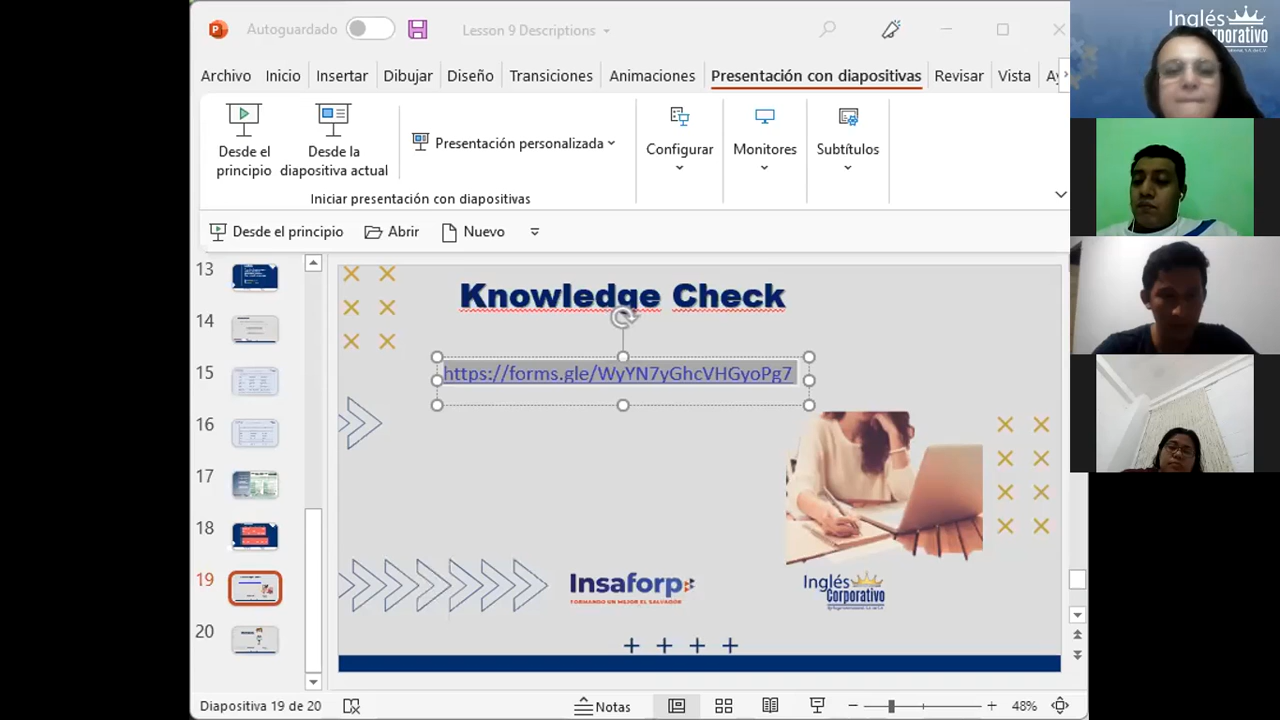 Autoguardado
Lesson 9 Descriptions
Archivo Inicio Insertar Dibujar Diseño Transiciones Animaciones Presentación con diapositivas Revisar Vista
Desde el principio
Desde la diapositiva actual
Presentación personalizada
Configurar
Monitores
Subtítulos
Iniciar presentación con diapositivas
Desde el principio Abrir Nuevo
13
14
15
16
17
18
19
20
Knowledge Check
https://forms.gle/WyYN7yGhcVHGyoPg7
Insaforp
FORMANDO UN MEJOR EL SALVADOR
Inglés
Corporativo
Diapositiva 19 de 20
Notas
48%
Inglés
Corporativo